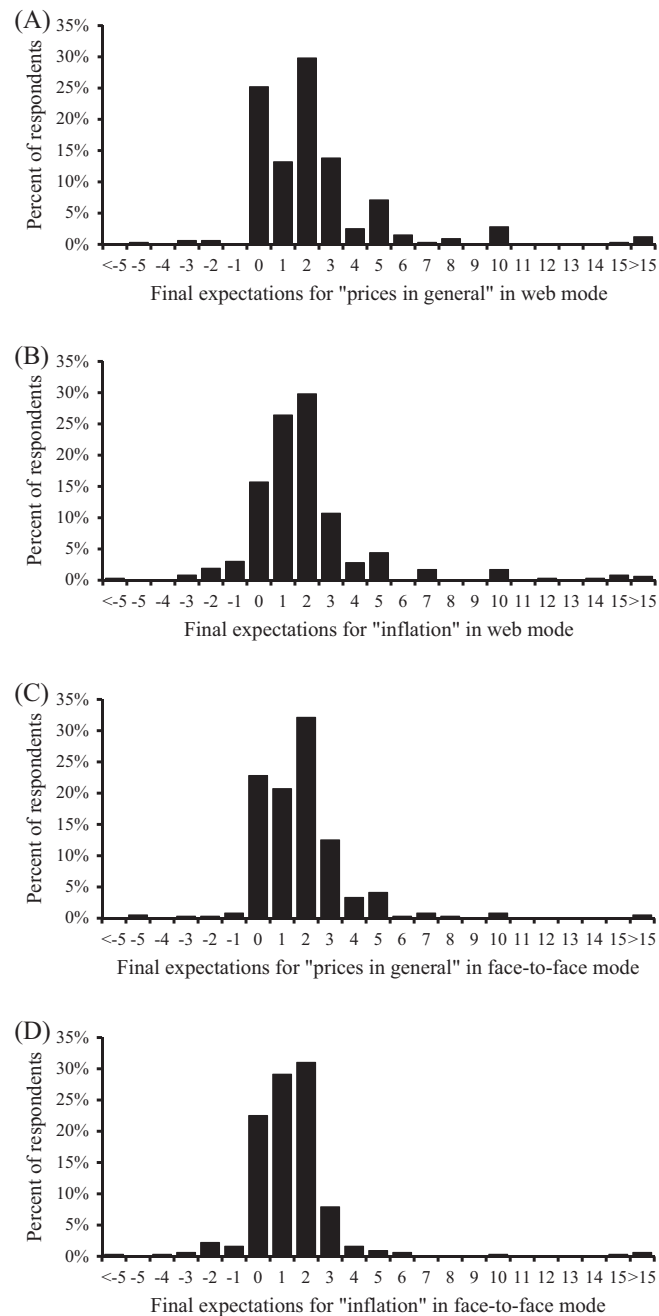 (A)
Percent of respondents
35%
30%
25%
20%
15%
10%
5%
0%
<-5 -5 -4 -3 -2 -1 0 1 2 3 4 5 6 7 8 9 10 11 12 13 14 15 >15
Final expectations for "prices in general" in web mode
(B)
Percent of respondents
35%
30%
25%
20%
15%
10%
5%
0%
<-5 -5 -4 -3 -2 -1 0 1 2 3 4 5 6 7 8 9 10 11 12 13 14 15 >15
Final expectations for "inflation" in web mode
(C)
Percent of respondents
35%
30%
25%
20%
15%
10%
5%
0%
<-5 -5 -4 -3 -2 -1 0 1 2 3 4 5 6 7 8 9 10 11 12 13 14 15 >15
Final expectations for "prices in general" in face-to-face mode
(D)
Percent of respondents
35%
30%
25%
20%
15%
10%
5%
0%
<-5 -5 -4 -3 -2 -1 0 1 2 3 4 5 6 7 8 9 10 11 12 13 14 15 >15
Final expectations for "inflation" in face-to-face mode